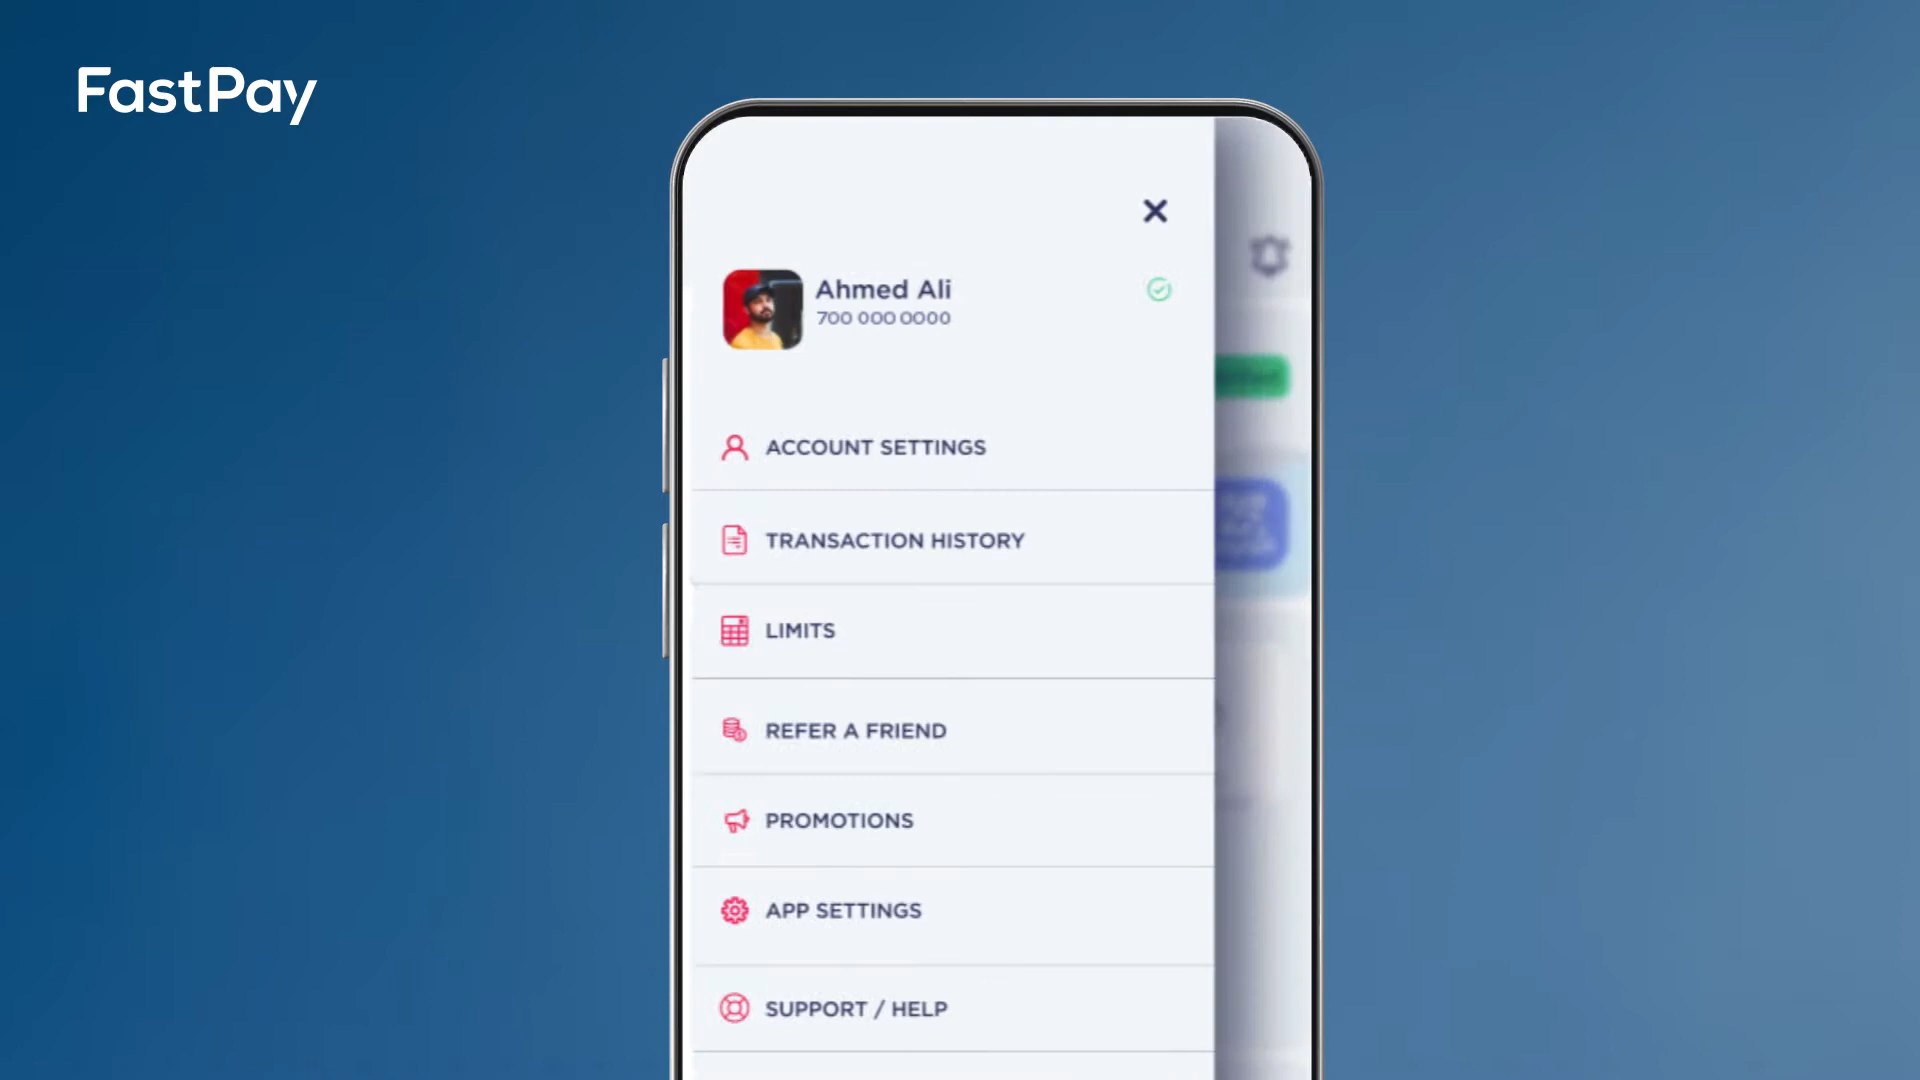 FastPay
Ahmed Ali
700 000 0000
ACCOUNT SETTINGS
TRANSACTION HISTORY
LIMITS
REFER A FRIEND
PROMOTIONS
APP SETTINGS
SUPPORT / HELP